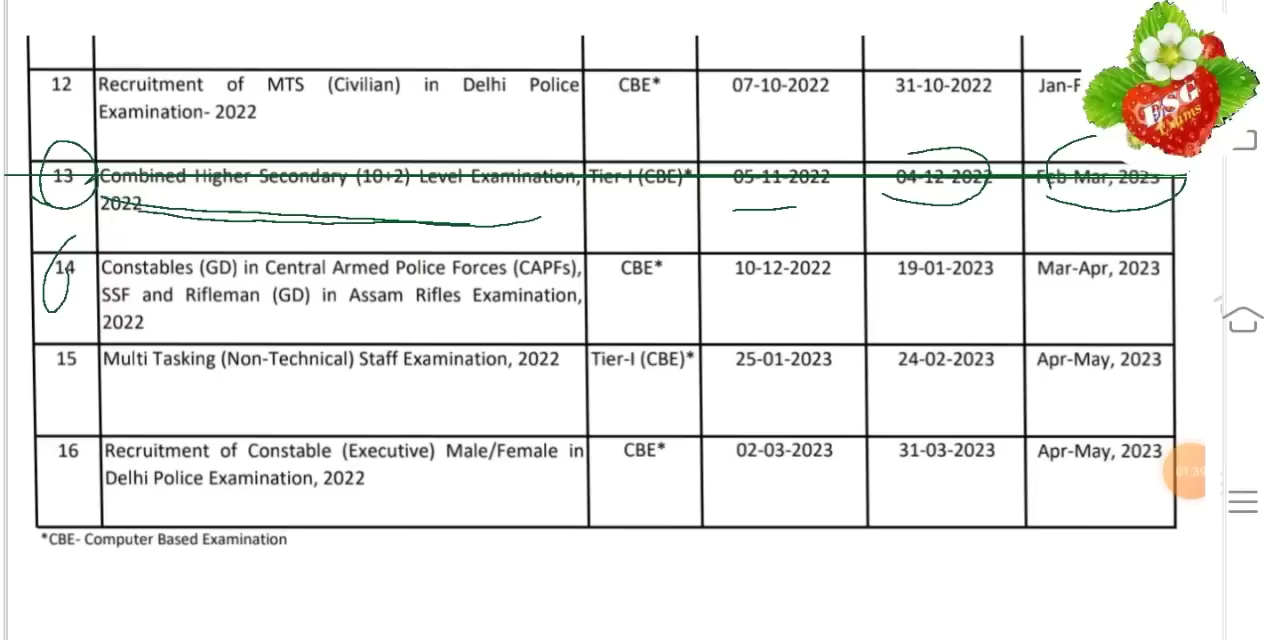 12 Recruitment of MTS (Civilian) in Delhi Police CBE* 07-10-2022 31-10-2022 Jan-F
Examination- 2022
13 Combined Higher Secondary (10+2) Level Examination, Tier-I (CBE)* 05-11-2022 04-12-2022 Feb-Mar, 2023
2022
14 Constables (GD) in Central Armed Police Forces (CAPFs), CBE* 10-12-2022 19-01-2023 Mar-Apr, 2023
SSF and Rifleman (GD) in Assam Rifles Examination,
2022
15 Multi Tasking (Non-Technical) Staff Examination, 2022 Tier-I (CBE)* 25-01-2023 24-02-2023 Apr-May, 2023
16 Recruitment of Constable (Executive) Male/Female in CBE* 02-03-2023 31-03-2023 Apr-May, 2023
Delhi Police Examination, 2022
*CBE- Computer Based Examination
Exams
01:39